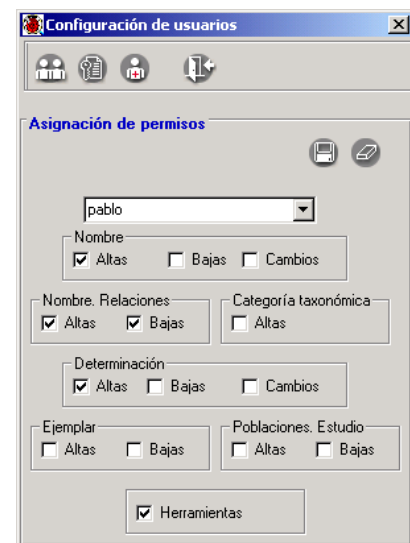 Configuración de usuarios
Asignación de permisos
pablo
Nombre
Altas Bajas Cambios
Nombre. Relaciones Categoría taxonómica
Altas Bajas Altas
Determinación
Altas Bajas Cambios
Ejemplar Poblaciones. Estudio
Altas Bajas Altas Bajas
Herramientas